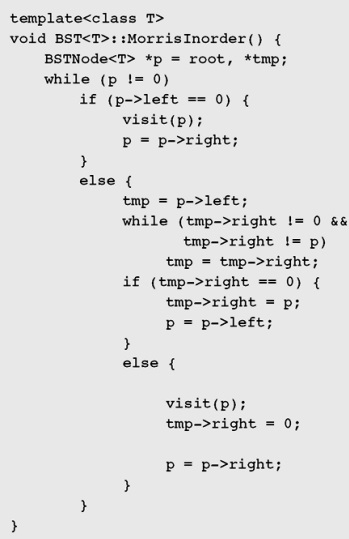 template<class T>
void BST<T>::MorrisInorder() {
    BSTNode<T> *p = root, *tmp;
    while (p != 0)
        if (p->left == 0) {
            visit(p);
            p = p->right;
        }
        else {
            tmp = p->left;
            while (tmp->right != 0 &&
                   tmp->right != p)
                tmp = tmp->right;
            if (tmp->right == 0) {
                tmp->right = p;
                p = p->left;
            }
            else {
                visit(p);
                tmp->right = 0;
                p = p->right;
            }
        }
}